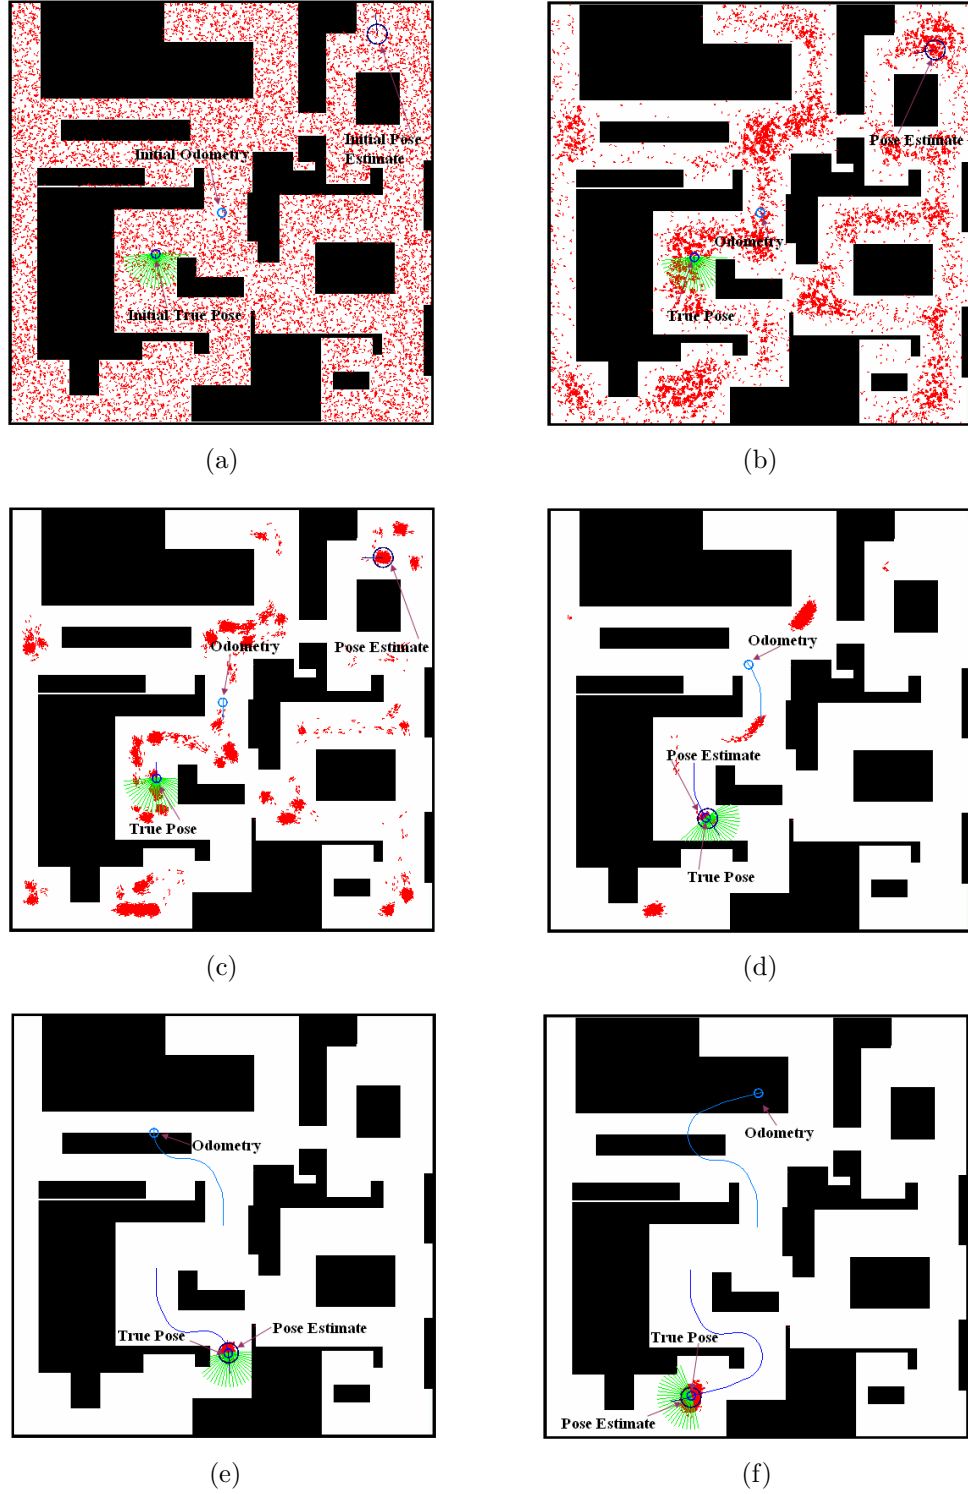 Initial Pose
Estimate
Initial Odometry
Initial True Pose
(a)
Pose Estimate
Odometry
True Pose
(b)
Odometry
Pose Estimate
True Pose
(c)
Odometry
Pose Estimate
True Pose
(d)
Odometry
True Pose
Pose Estimate
(e)
Odometry
True Pose
Pose Estimate
(f)